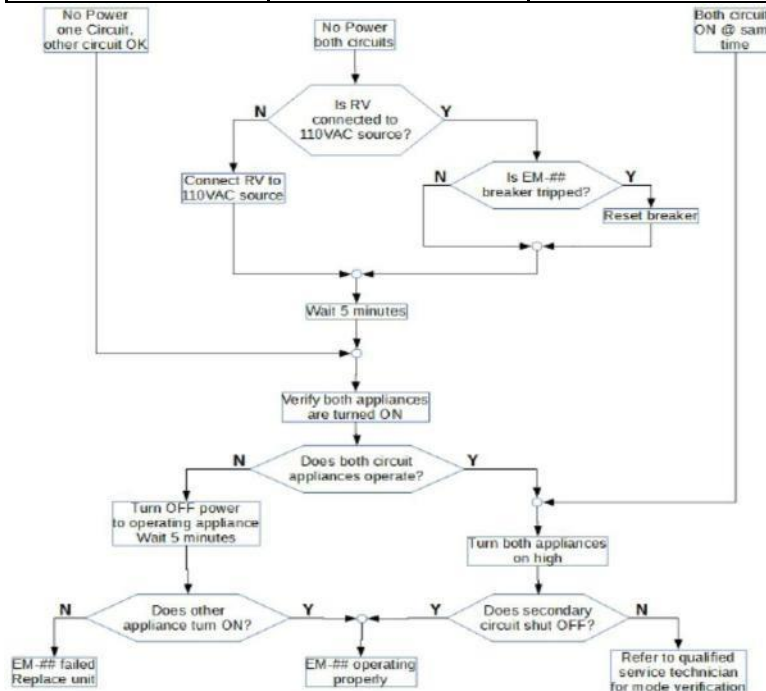 No Power
one Circuit,
other circuit OK
No Power
both circuits
Both circuit
ON @ sam
time
Is RV
connected to
110VAC source?
N
Y
Connect RV to
110VAC source
Is EM-##
breaker tripped?
N
Y
Reset breaker
Wait 5 minutes
Verify both appliances
are turned ON
Does both circuit
appliances operate?
N
Y
Turn OFF power
to operating appliance
Wait 5 minutes
Turn both appliances
on high
Does other
appliance turn ON?
N
Y
Does secondary
circuit shut OFF?
Y
N
EM-## failed
Replace unit
EM-## operating
properly
Refer to qualified
service technician
for mode verification